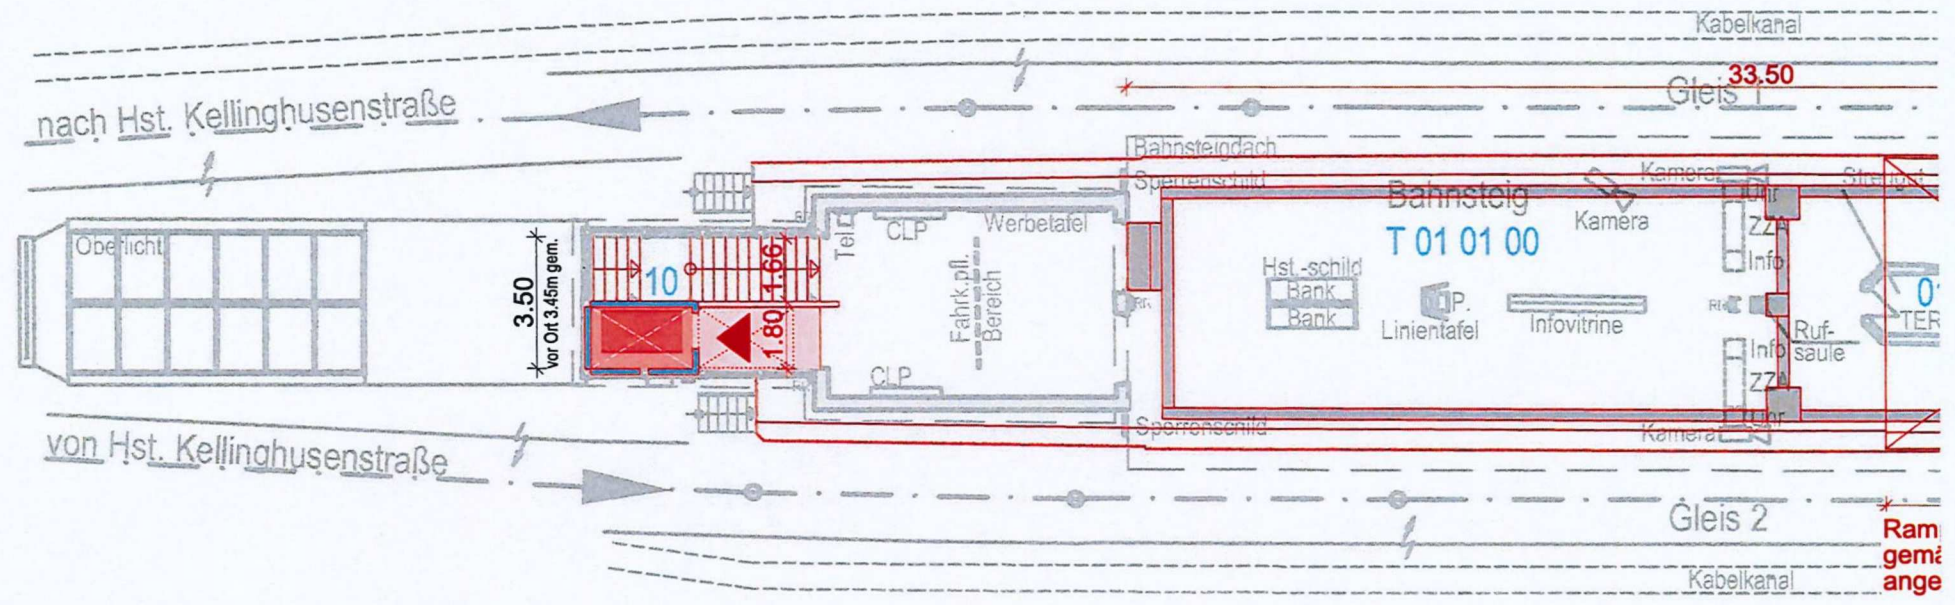 Kabelkanal
33.50
Gleis 1
nach Hst. Kellinghusenstraße
Bahnsteigdach
Sperrenschild
Kamera
Uhr
Bahnsteig
T 01 01 00
Kamera
ZZA
Info
Oberlicht
3.50
vor Ort 3.45m gem.
10
1.66
1.80
Tel.
CLP
Werbetafel
Fahrk.pfl.
Bereich
CLP
Hst.-schild
Bank
Bank
P.
Linientafel
Infovitrine
Ruf-
säule
TER
Info
ZZA
Uhr
Sperrenschild
Kamera
von Hst. Kellinghusenstraße
Gleis 2
Ram
gemä
ange
Kabelkanal